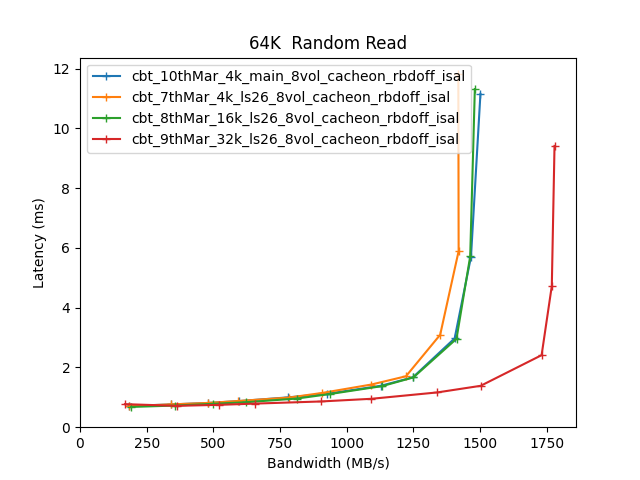 64K  Random Read
cbt_10thMar_4k_main_8vol_cacheon_rbdoff_isal
cbt_7thMar_4k_ls26_8vol_cacheon_rbdoff_isal
cbt_8thMar_16k_ls26_8vol_cacheon_rbdoff_isal
cbt_9thMar_32k_ls26_8vol_cacheon_rbdoff_isal
Latency (ms)
12
10
8
6
4
2
0
0 250 500 750 1000 1250 1500 1750
Bandwidth (MB/s)